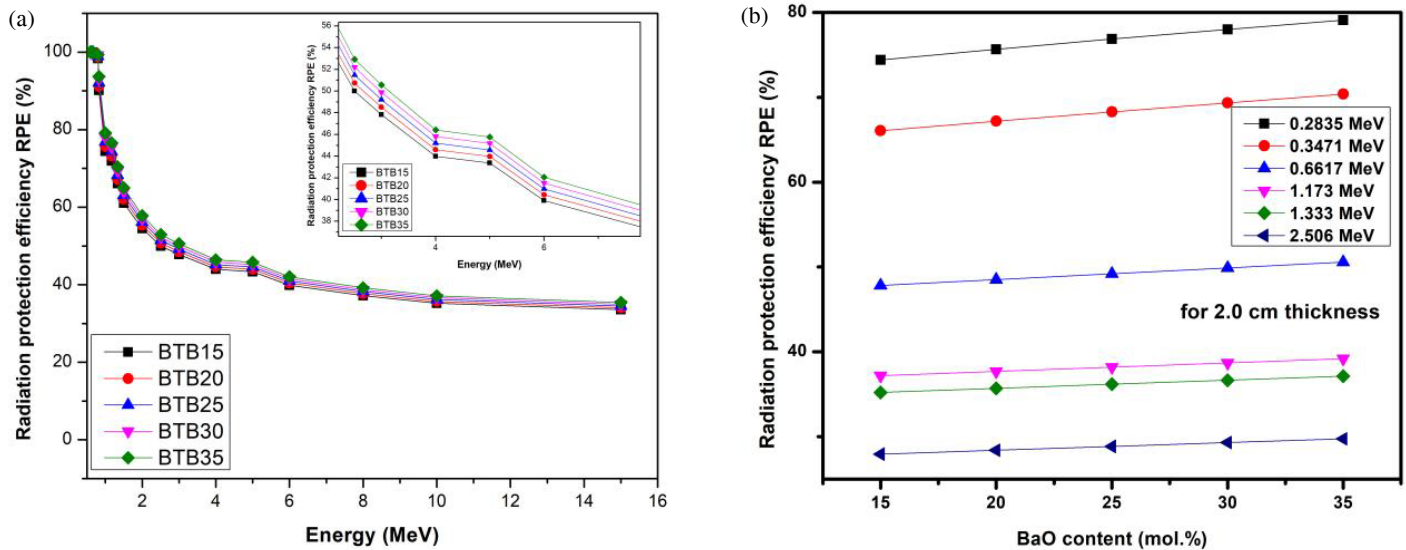 (a)
Radiation protection efficiency RPE (%)
100
80
60
40
20
0
2
4
6
8
10
12
14
16
Energy (MeV)
BTB15
BTB20
BTB25
BTB30
BTB35
Radiation protection efficiency RPE (%)
56
54
52
50
48
46
44
42
40
38
4
6
Energy (MeV)
BTB15
BTB20
BTB25
BTB30
BTB35
(b)
Radiation protection efficiency RPE (%)
80
60
40
0.2835 MeV
0.3471 MeV
0.6617 MeV
1.173 MeV
1.333 MeV
2.506 MeV
for 2.0 cm thickness
15
20
25
30
35
BaO content (mol.%)